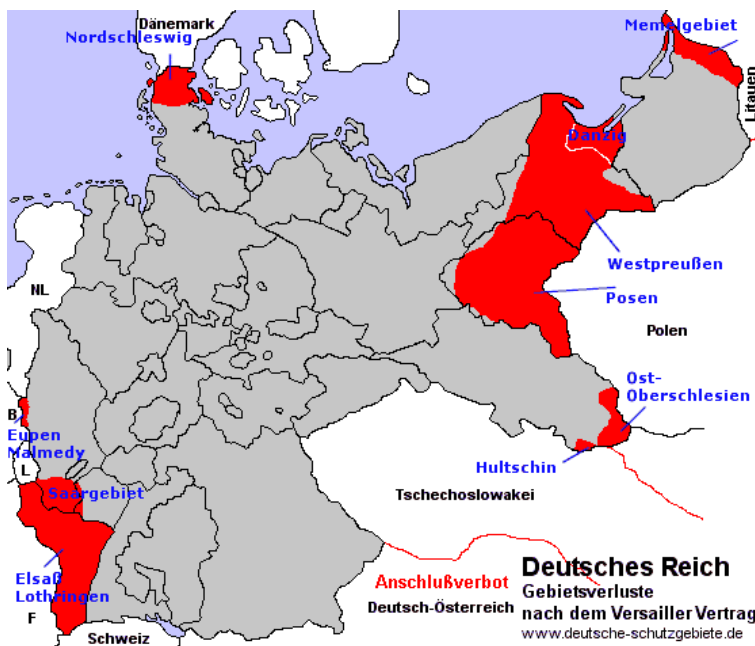 Dänemark
Nordschleswig
Memelgebiet
Litauen
Danzig
Westpreußen
NL
Posen
Polen
Ost-
Oberschlesien
B
Eupen
Malmedy
L
Hultschin
Saargebiet
Tschechoslowakei
Elsaß
Lothringen
F
Anschlußverbot
Deutsch-Österreich
Schweiz
Deutsches Reich
Gebietsverluste
nach dem Versailler Vertrag
www.deutsche-schutzgebiete.de